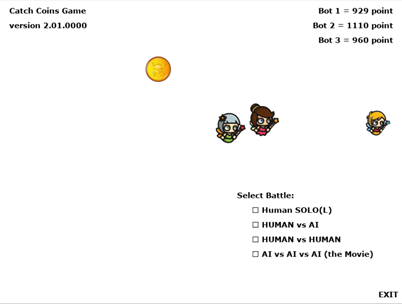 Catch Coins Game
version 2.01.0000
Bot 1 = 929 point
Bot 2 = 1110 point
Bot 3 = 960 point
Select Battle:
☐ Human SOLO(L)
☐ HUMAN vs AI
☐ HUMAN vs HUMAN
☐ AI vs AI vs AI (the Movie)
EXIT